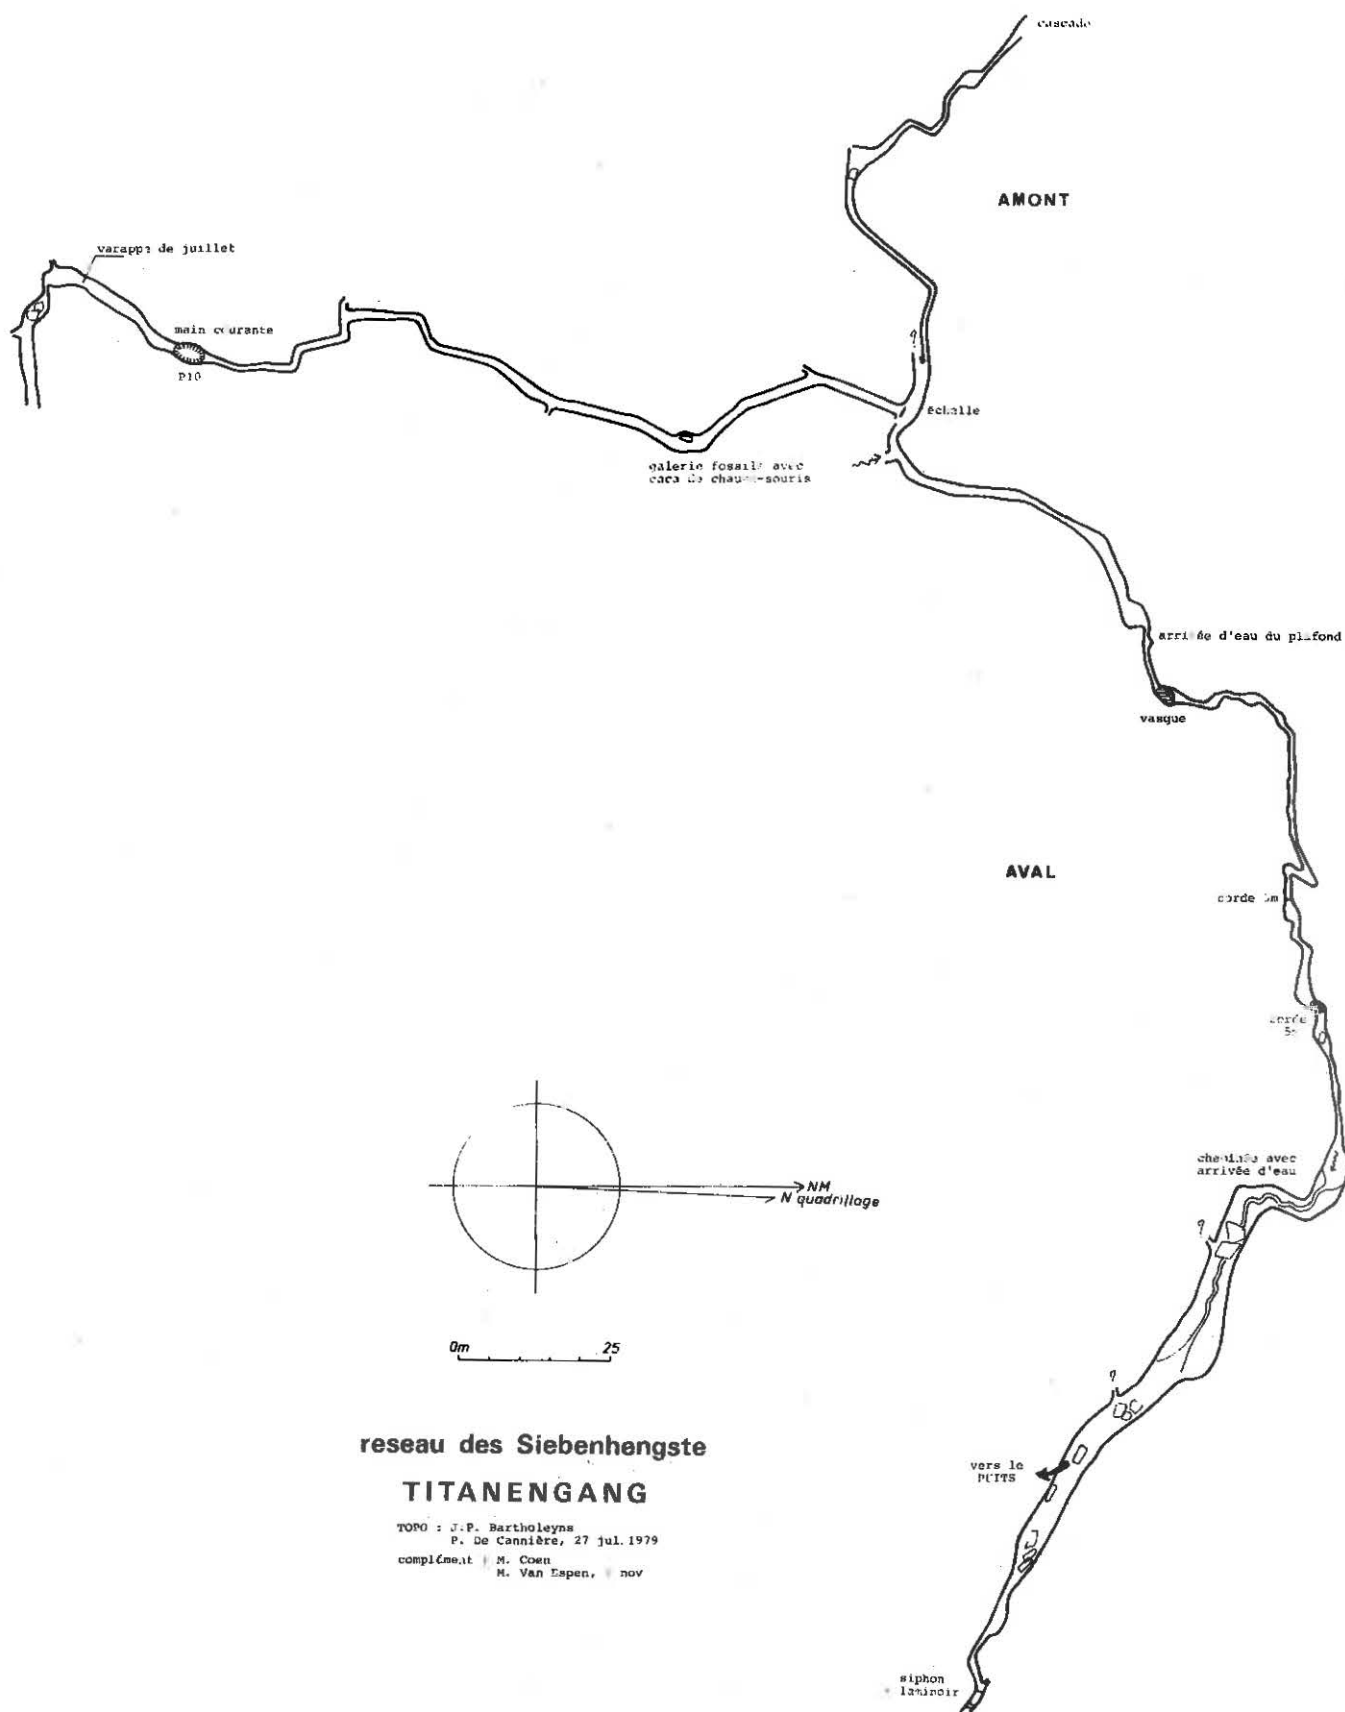 cascade
AMONT
varappe de juillet
main courante
P10
échelle
galerie fossile avec
caca de chauve-souris
arrivée d'eau du plafond
vasque
AVAL
corde
corde
cheminée avec
arrivée d'eau
NM
N quadrillage
?
?
?
0m 25
reseau des Siebenhengste
TITANENGANG
vers le
PUITS
TOPO : J.P. Bartholeyns
P. De Cannière, 27 jul. 1979
complément M. Coen
M. Van Espen, nov
siphon
laminoir